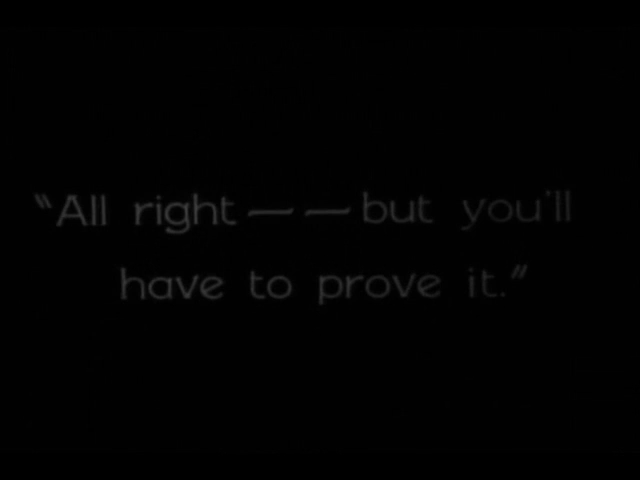 "All right — — but you'll
have to prove it."